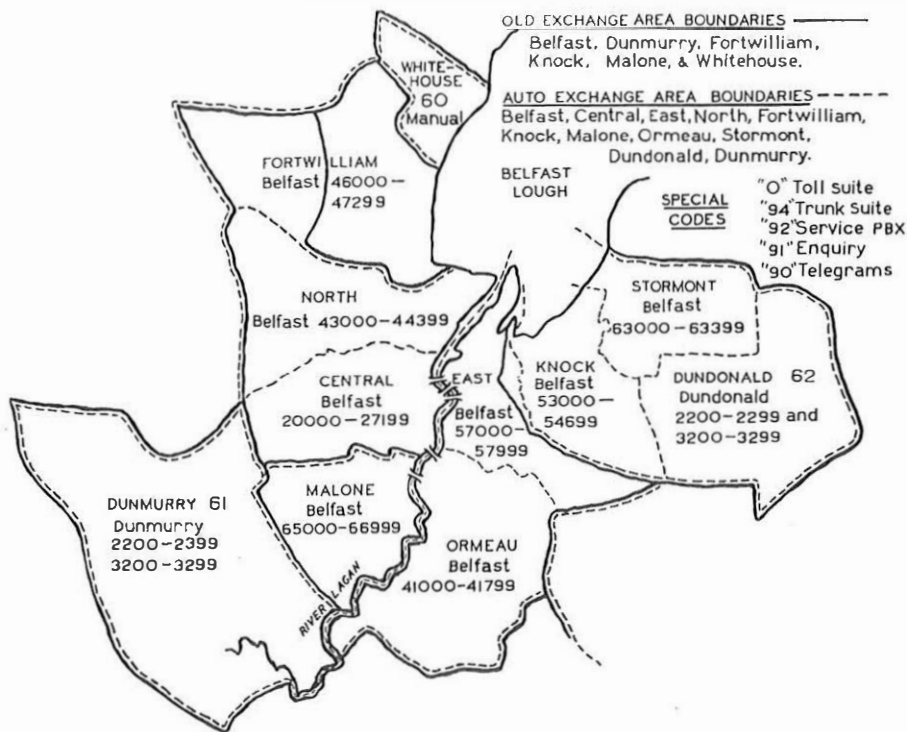 OLD EXCHANGE AREA BOUNDARIES
Belfast, Dunmurry, Fortwilliam,
Knock, Malone, & Whitehouse.
AUTO EXCHANGE AREA BOUNDARIES
Belfast, Central, East, North, Fortwilliam,
Knock, Malone, Ormeau, Stormont,
Dundonald, Dunmurry.
WHITE-
HOUSE
60
Manual
FORTWILLIAM
Belfast 46000—
47299
BELFAST
LOUGH
SPECIAL
CODES
"O" Toll suite
"94" Trunk Suite
"92" Service PBX
"91" Enquiry
"90" Telegrams
NORTH
Belfast 43000—44399
STORMONT
Belfast
63000—63399
CENTRAL
Belfast
20000—27199
EAST
Belfast
57000—
57999
KNOCK
Belfast
53000—
54699
DUNDONALD 62
Dundonald
2200-2299 and
3200-3299
DUNMURRY 61
Dunmurry
2200-2399
3200-3299
MALONE
Belfast
65000-66999
ORMEAU
Belfast
41000-41799
RIVER LAGAN